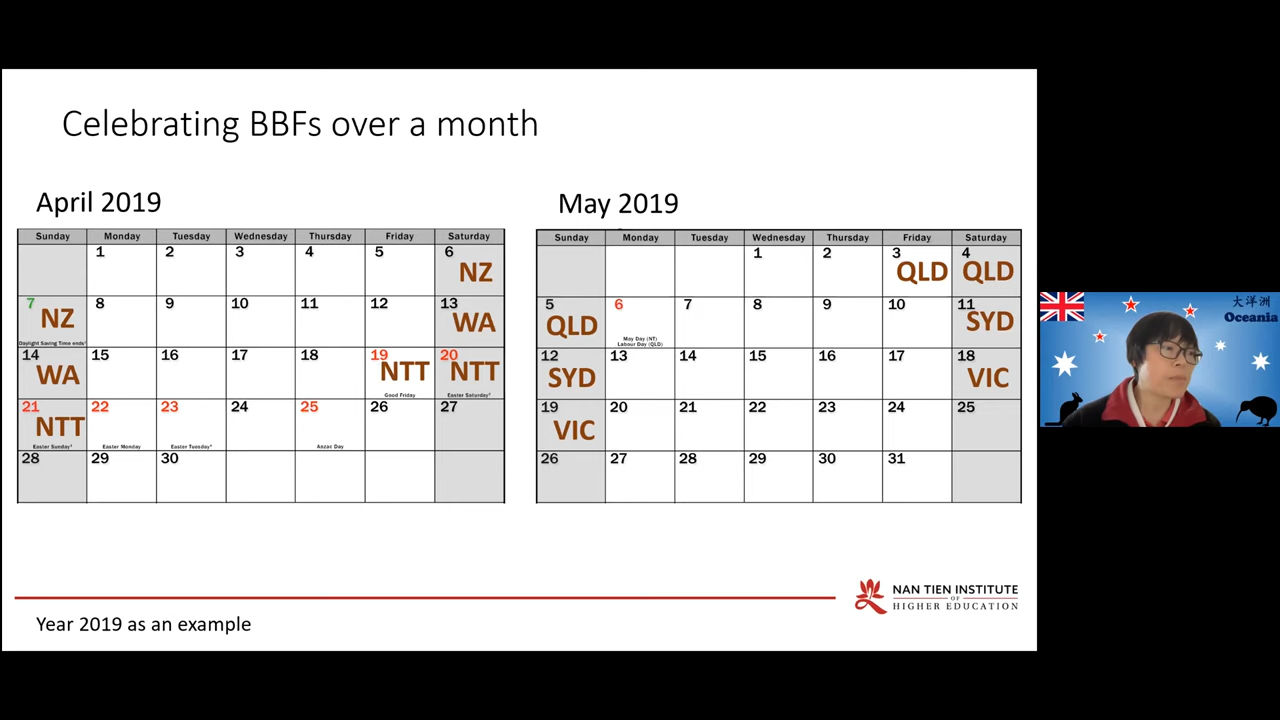 Celebrating BBFs over a month
April 2019
Sunday Monday Tuesday Wednesday Thursday Friday Saturday
1 2 3 4 5 6
NZ
7 8 9 10 11 12 13
NZ WA
Daylight Saving Time ends*
14 15 16 17 18 19 20
WA NTT NTT
Good Friday Easter Saturday*
21 22 23 24 25 26 27
NTT
Easter Sunday* Easter Monday Easter Tuesday* Anzac Day
28 29 30
May 2019
Sunday Monday Tuesday Wednesday Thursday Friday Saturday
1 2 3 4
QLD QLD
5 6 7 8 9 10 11
QLD SYD
May Day (NT)
Labour Day (QLD)
12 13 14 15 16 17 18
SYD VIC
19 20 21 22 23 24 25
VIC
26 27 28 29 30 31
NAN TIEN INSTITUTE
OF
HIGHER EDUCATION
Year 2019 as an example
大洋洲
Oceania